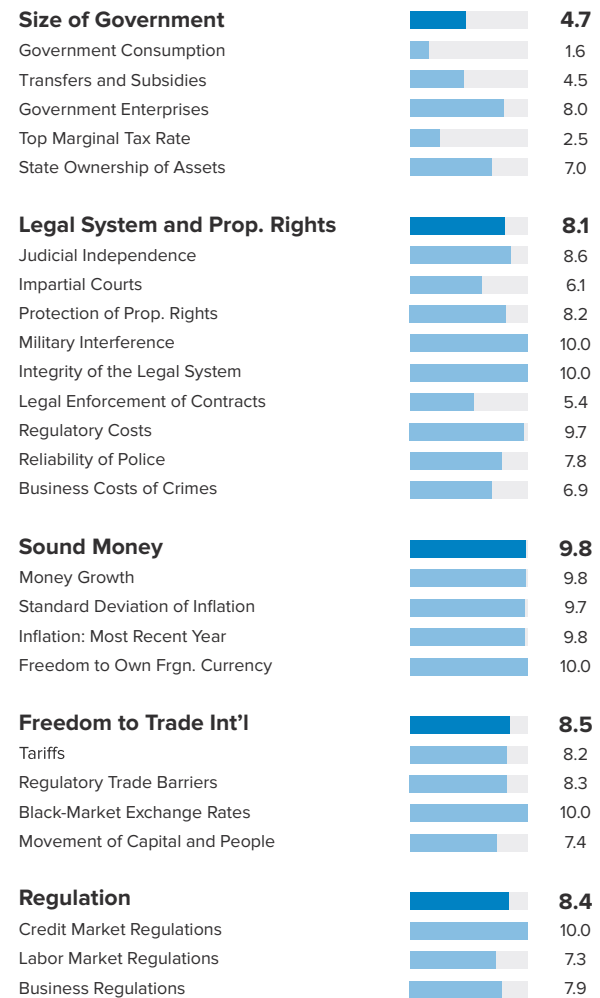 Size of Government 4.7
Government Consumption 1.6
Transfers and Subsidies 4.5
Government Enterprises 8.0
Top Marginal Tax Rate 2.5
State Ownership of Assets 7.0
Legal System and Prop. Rights 8.1
Judicial Independence 8.6
Impartial Courts 6.1
Protection of Prop. Rights 8.2
Military Interference 10.0
Integrity of the Legal System 10.0
Legal Enforcement of Contracts 5.4
Regulatory Costs 9.7
Reliability of Police 7.8
Business Costs of Crimes 6.9
Sound Money 9.8
Money Growth 9.8
Standard Deviation of Inflation 9.7
Inflation: Most Recent Year 9.8
Freedom to Own Frgn. Currency 10.0
Freedom to Trade Int’l 8.5
Tariffs 8.2
Regulatory Trade Barriers 8.3
Black-Market Exchange Rates 10.0
Movement of Capital and People 7.4
Regulation 8.4
Credit Market Regulations 10.0
Labor Market Regulations 7.3
Business Regulations 7.9